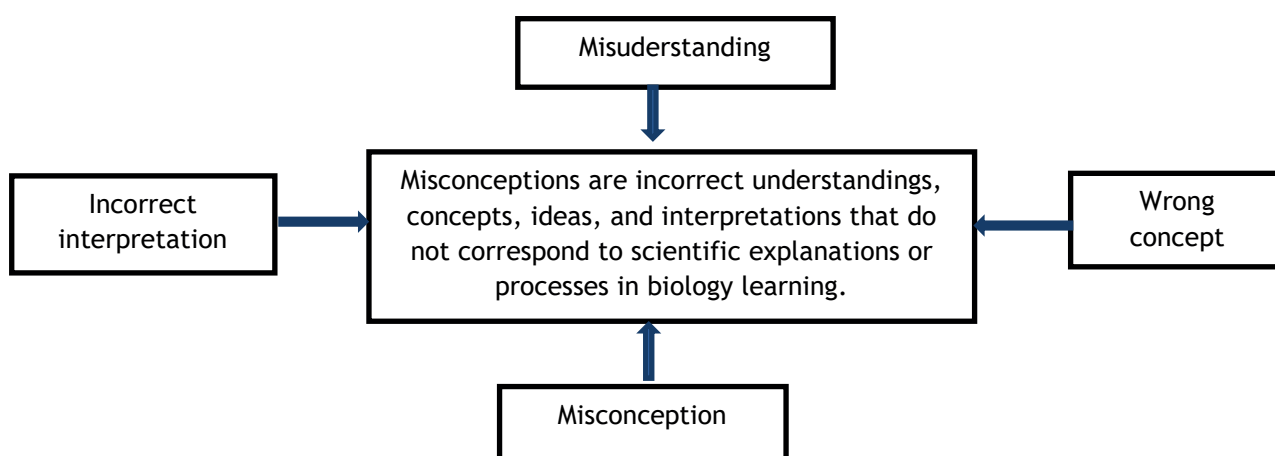 Misuderstanding
Incorrect
interpretation
Misconceptions are incorrect understandings,
concepts, ideas, and interpretations that do
not correspond to scientific explanations or
processes in biology learning.
Wrong
concept
Misconception